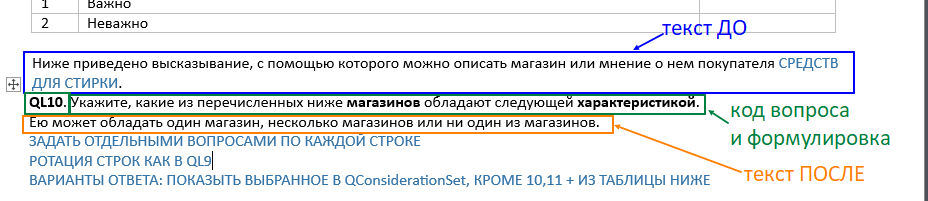 1 Важно
2 Неважно
текст ДО
Ниже приведено высказывание, с помощью которого можно описать магазин или мнение о нем покупателя СРЕДСТВ
ДЛЯ СТИРКИ.
QL10. Укажите, какие из перечисленных ниже магазинов обладают следующей характеристикой.
код вопроса
и формулировка
Ею может обладать один магазин, несколько магазинов или ни один из магазинов.
ЗАДАТЬ ОТДЕЛЬНЫМИ ВОПРОСАМИ ПО КАЖДОЙ СТРОКЕ
РОТАЦИЯ СТРОК КАК В QL9
текст ПОСЛЕ
ВАРИАНТЫ ОТВЕТА: ПОКАЗЫТЬ ВЫБРАННОЕ В QConsiderationSet, КРОМЕ 10,11 + ИЗ ТАБЛИЦЫ НИЖЕ